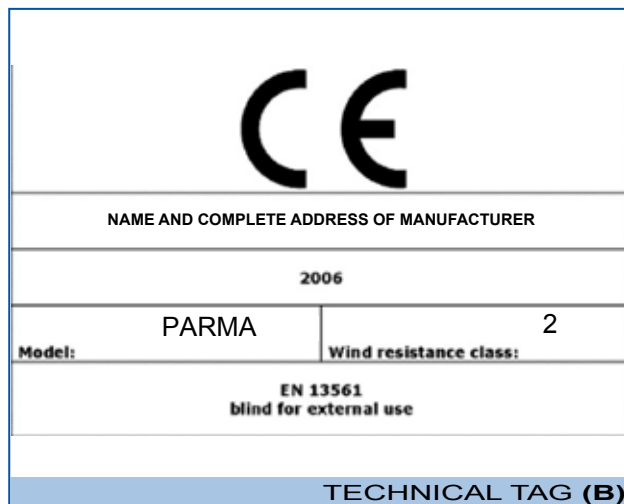 CE
NAME AND COMPLETE ADDRESS OF MANUFACTURER
2006
PARMA
Model:
2
Wind resistance class:
EN 13561
blind for external use
TECHNICAL TAG (B)